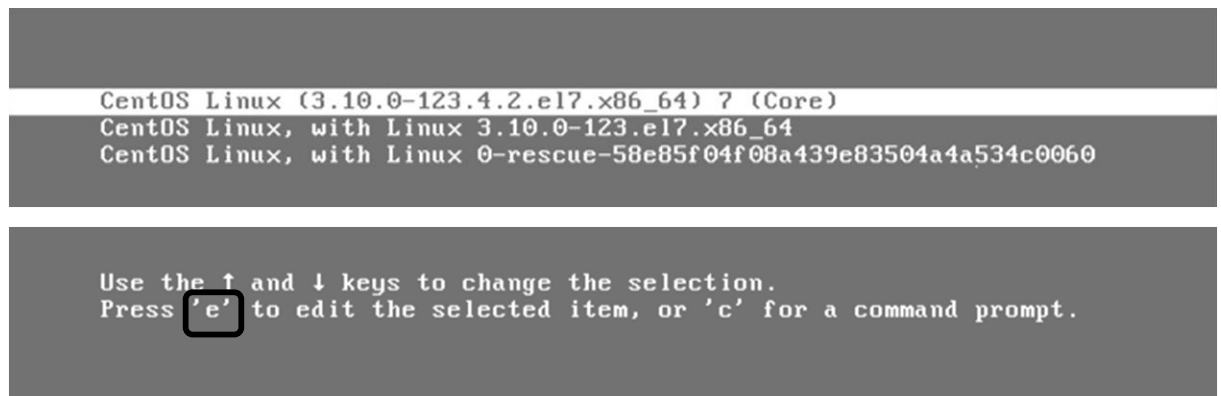 CentOS Linux (3.10.0-123.4.2.el7.x86_64) 7 (Core)
CentOS Linux, with Linux 3.10.0-123.el7.x86_64
CentOS Linux, with Linux 0-rescue-58e85f04f08a439e83504a4a534c0060
Use the ↑ and ↓ keys to change the selection.
Press 'e' to edit the selected item, or 'c' for a command prompt.